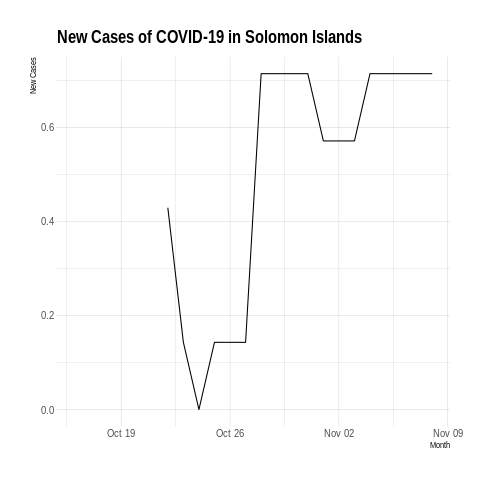 New Cases of COVID-19 in Solomon Islands
New Cases
0.6
0.4
0.2
0.0
Oct 19 Oct 26 Nov 02 Nov 09
Month